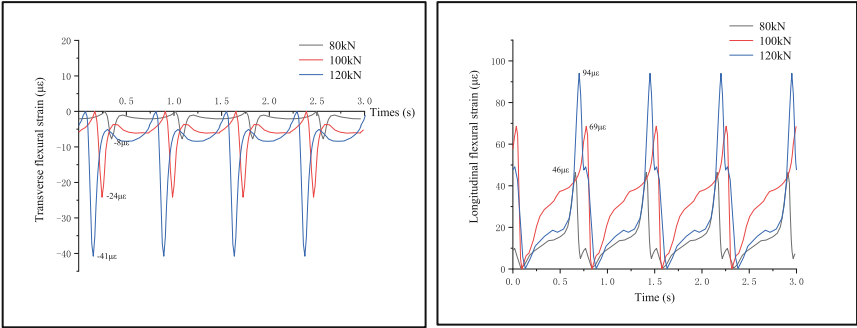 Transverse flexural strain (με)
20
10
0
-10
-20
-30
-40
0.5
1.0
1.5
2.0
2.5
3.0
Times (s)
80kN
100kN
120kN
-8με
-24με
-41με
Longitudinal flexural strain (με)
100
80
60
40
20
0
0.0
0.5
1.0
1.5
2.0
2.5
3.0
Time (s)
80kN
100kN
120kN
94με
69με
46με